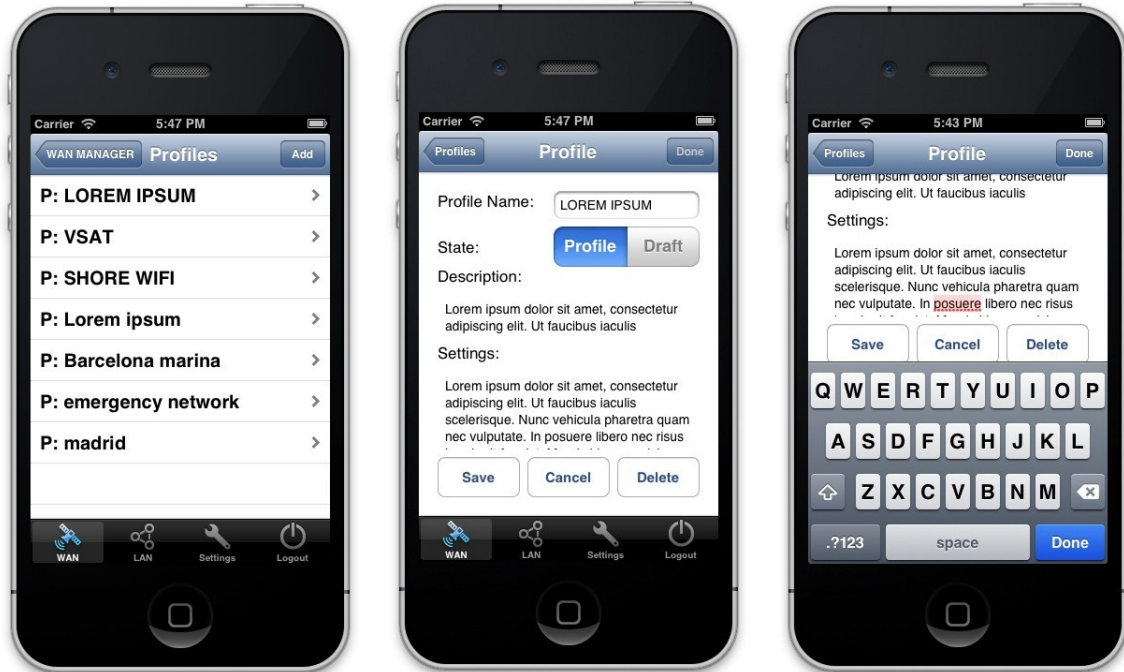 Carrier 5:47 PM
WAN MANAGER Profiles Add
P: LOREM IPSUM
P: VSAT
P: SHORE WIFI
P: Lorem ipsum
P: Barcelona marina
P: emergency network
P: madrid
WAN LAN Settings Logout
Carrier 5:47 PM
Profiles Profile Done
Profile Name: LOREM IPSUM
State: Profile Draft
Description:
Lorem ipsum dolor sit amet, consectetur
adipiscing elit. Ut faucibus iaculis
Settings:
Lorem ipsum dolor sit amet, consectetur
adipiscing elit. Ut faucibus iaculis
scelerisque. Nunc vehicula pharetra quam
nec vulputate. In posuere libero nec risus
Save Cancel Delete
WAN LAN Settings Logout
Carrier 5:43 PM
Profiles Profile Done
Lorem ipsum dolor sit amet, consectetur
adipiscing elit. Ut faucibus iaculis
Settings:
Lorem ipsum dolor sit amet, consectetur
adipiscing elit. Ut faucibus iaculis
scelerisque. Nunc vehicula pharetra quam
nec vulputate. In posuere libero nec risus
Save Cancel Delete
Q W E R T Y U I O P
A S D F G H J K L
Z X C V B N M
.?123 space Done